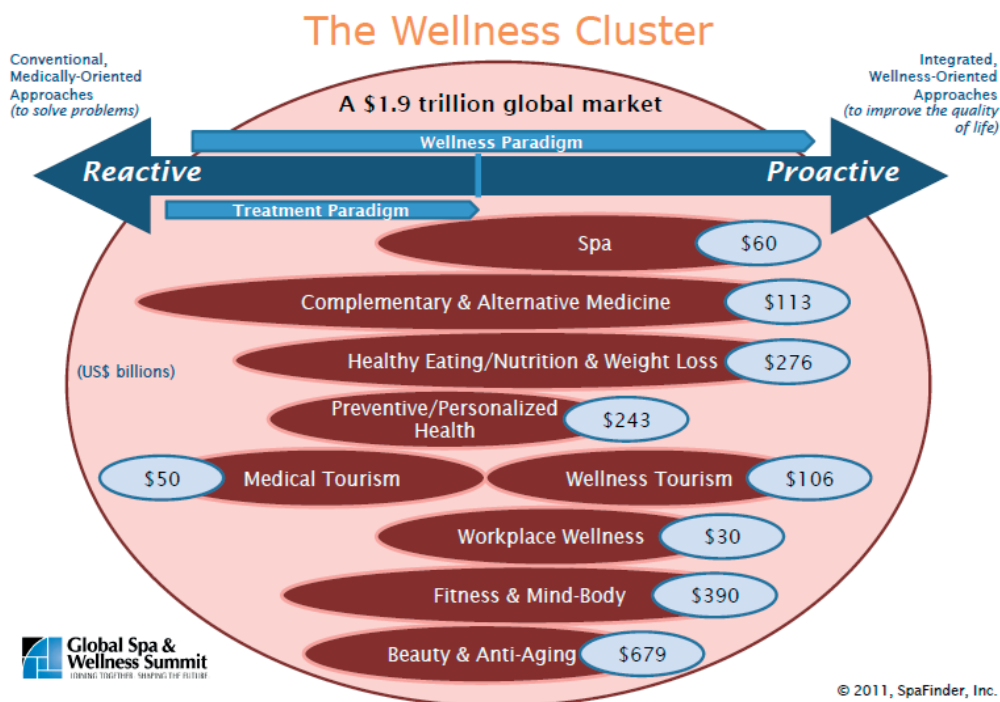 The Wellness Cluster
Conventional,
Medically-Oriented
Approaches
(to solve problems)
Integrated,
Wellness-Oriented
Approaches
(to improve the quality
of life)
A $1.9 trillion global market
Wellness Paradigm
Reactive
Proactive
Treatment Paradigm
Spa
$60
Complementary & Alternative Medicine
$113
Healthy Eating/Nutrition & Weight Loss
$276
(US$ billions)
Preventive/Personalized
Health
$243
$50
Medical Tourism
Wellness Tourism
$106
Workplace Wellness
$30
Fitness & Mind-Body
$390
Beauty & Anti-Aging
$679
Global Spa &
Wellness Summit
JOINING TOGETHER. SHAPING THE FUTURE.
© 2011, SpaFinder, Inc.